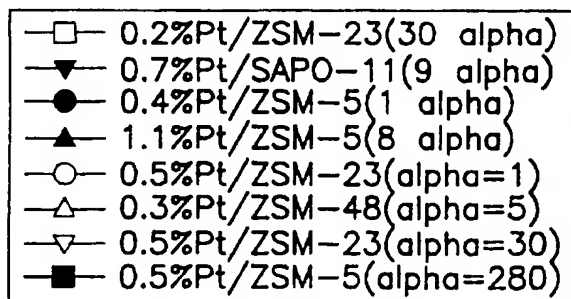 0.2%Pt/ZSM-23(30 alpha)
0.7%Pt/SAPO-11(9 alpha)
0.4%Pt/ZSM-5(1 alpha)
1.1%Pt/ZSM-5(8 alpha)
0.5%Pt/ZSM-23(alpha=1)
0.3%Pt/ZSM-48(alpha=5)
0.5%Pt/ZSM-23(alpha=30)
0.5%Pt/ZSM-5(alpha=280)